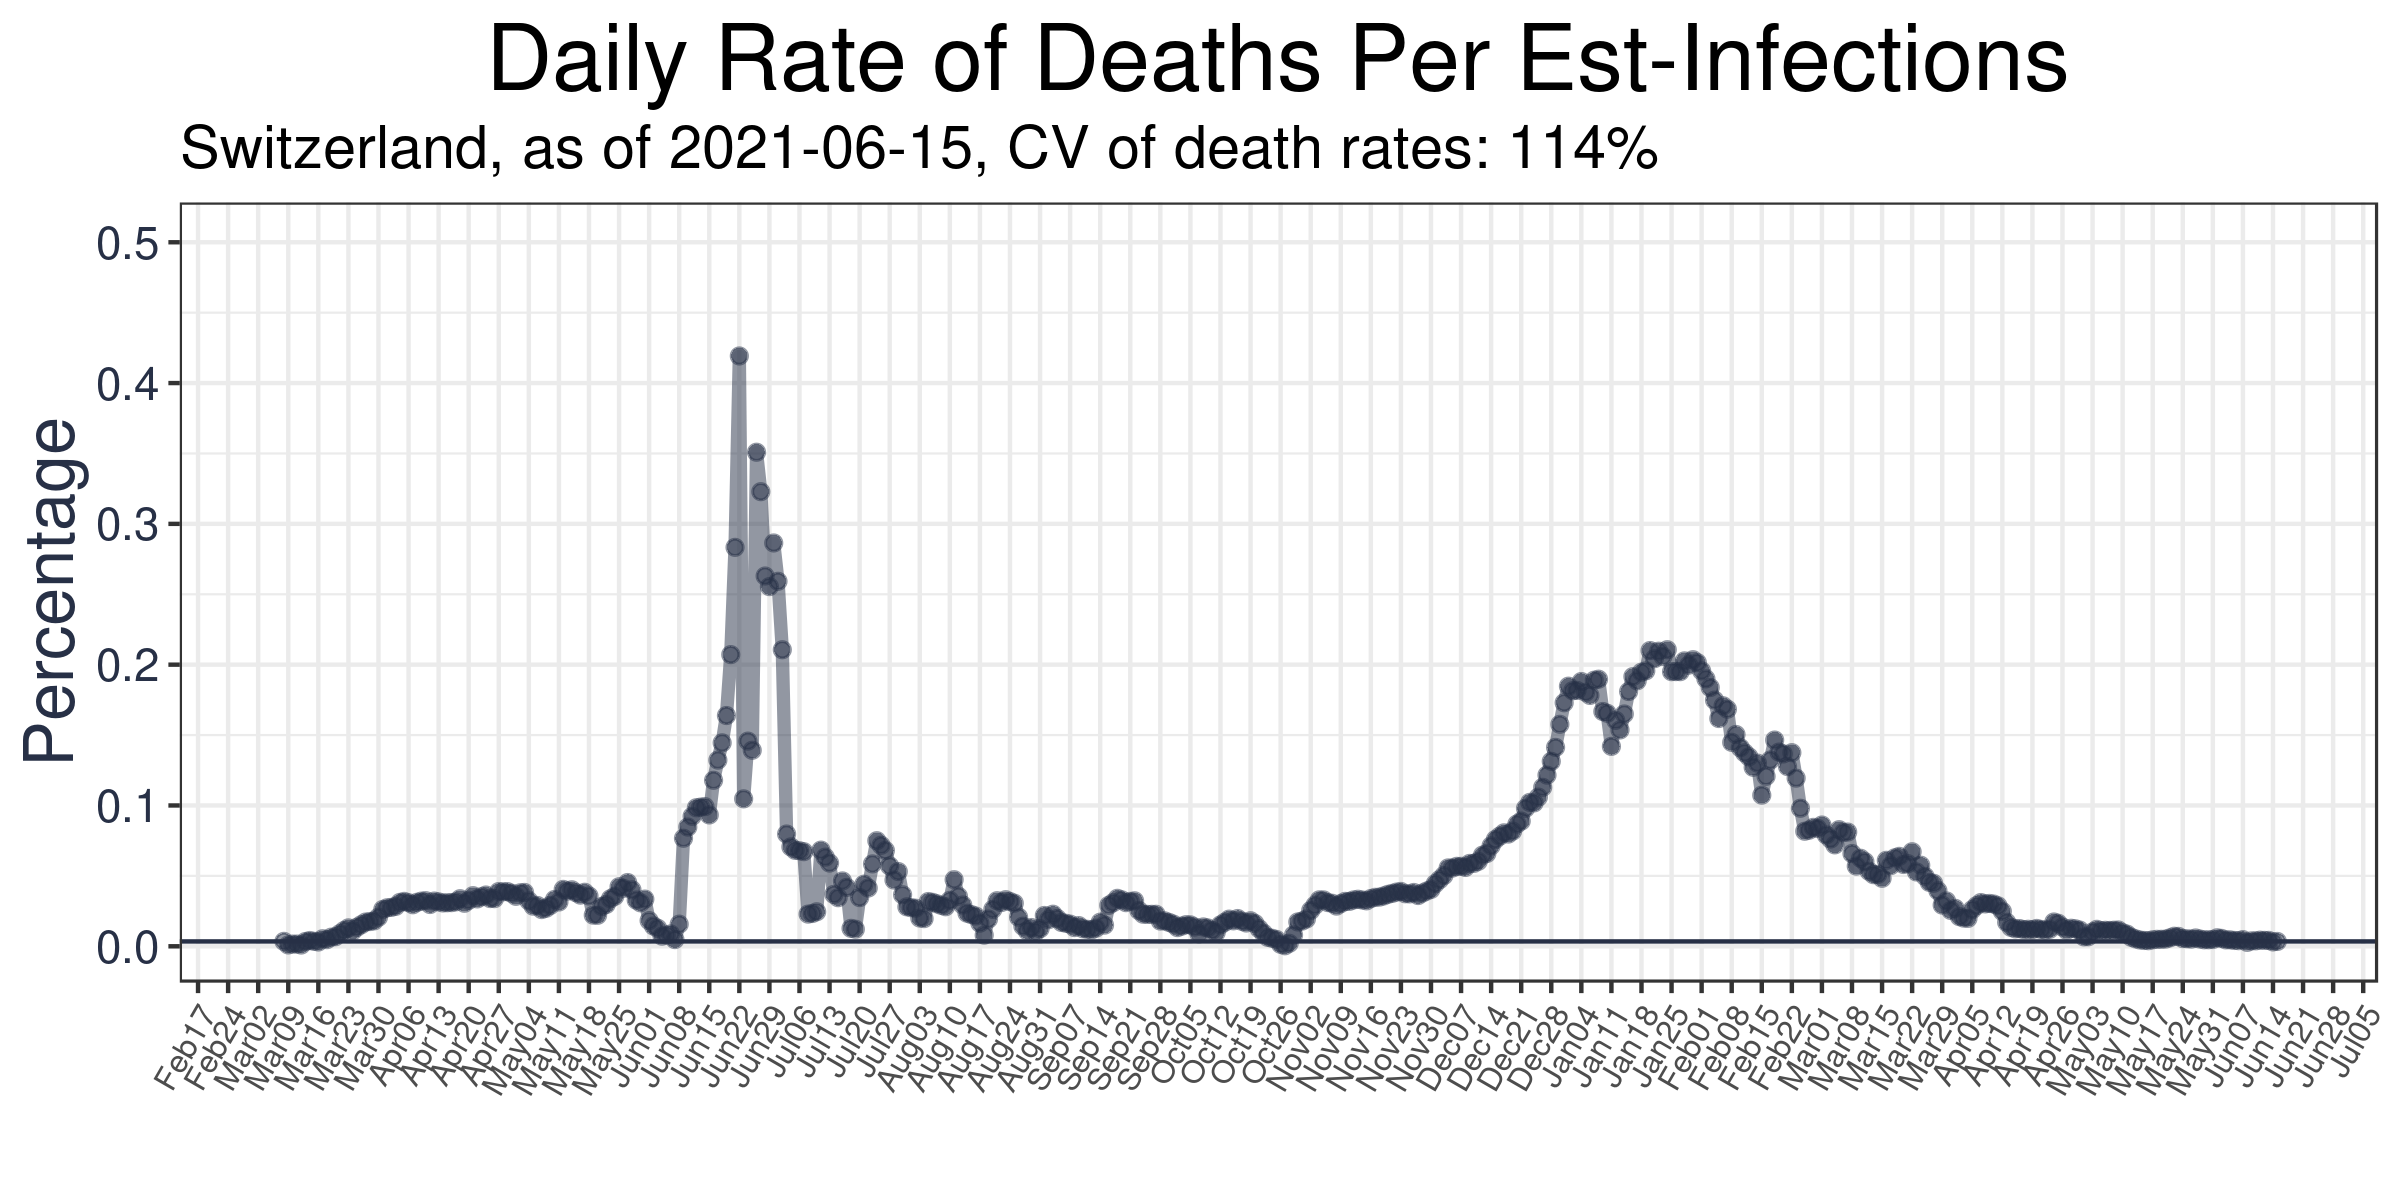 Daily Rate of Deaths Per Est-Infections
Switzerland, as of 2021-06-15, CV of death rates: 114%
Percentage
0.5
0.4
0.3
0.2
0.1
0.0
Feb17
Feb24
Mar02
Mar09
Mar16
Mar23
Mar30
Apr06
Apr13
Apr20
Apr27
May04
May11
May18
May25
Jun01
Jun08
Jun15
Jun22
Jun29
Jul06
Jul13
Jul20
Jul27
Aug03
Aug10
Aug17
Aug24
Aug31
Sep07
Sep14
Sep21
Sep28
Oct05
Oct12
Oct19
Oct26
Nov02
Nov09
Nov16
Nov23
Nov30
Dec07
Dec14
Dec21
Dec28
Jan04
Jan11
Jan18
Jan25
Feb01
Feb08
Feb15
Feb22
Mar01
Mar08
Mar15
Mar22
Mar29
Apr05
Apr12
Apr19
Apr26
May03
May10
May17
May24
May31
Jun07
Jun14
Jun21
Jun28
Jul05